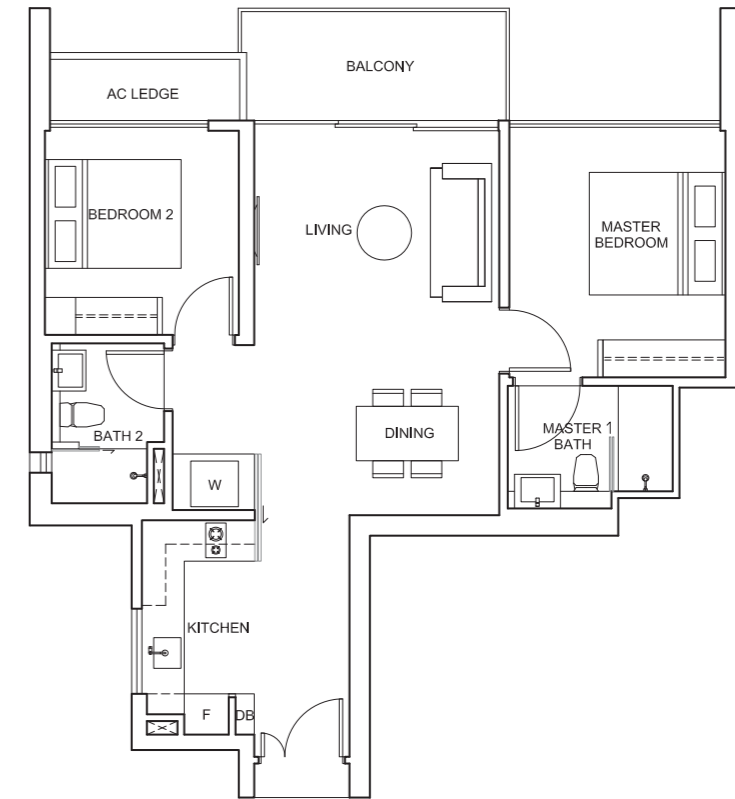 BALCONY
AC LEDGE
BEDROOM 2
LIVING
MASTER
BEDROOM
BATH 2
DINING
MASTER 1
BATH
W
KITCHEN
F
DB